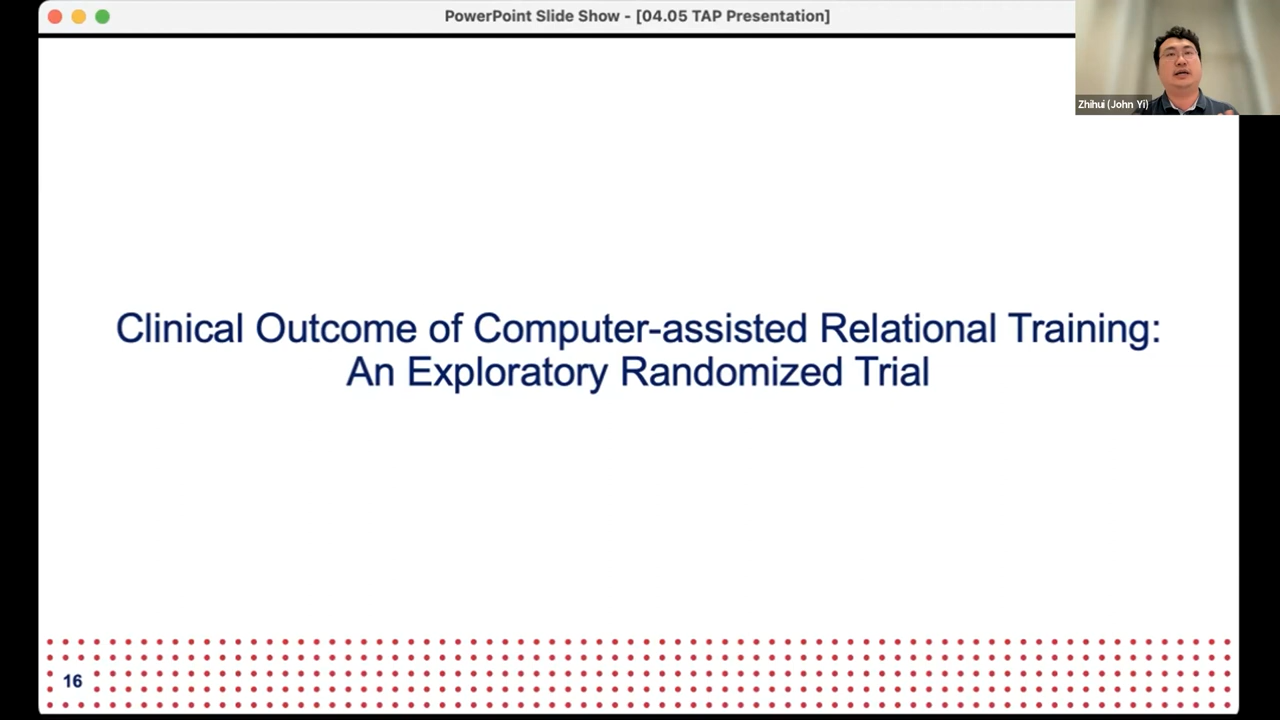 PowerPoint Slide Show - [04.05 TAP Presentation]
Zhihui (John Yi)
Clinical Outcome of Computer-assisted Relational Training:
An Exploratory Randomized Trial
16